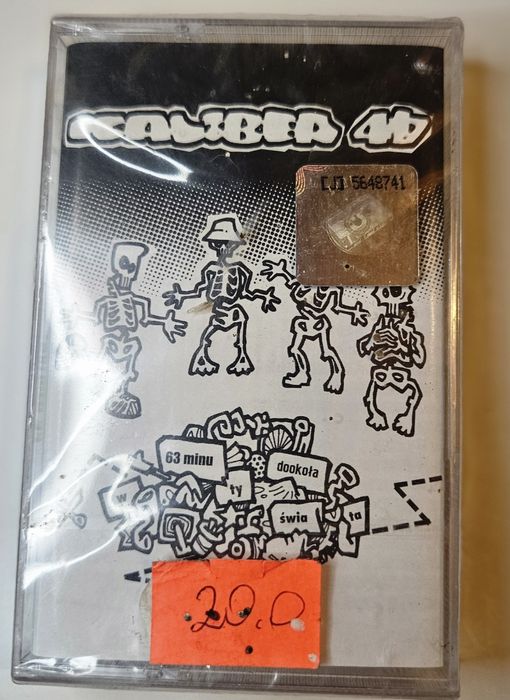 KALIBER 44
[J] 5648741
63 minu
dookoła
w
ty
świa
ta
20.0